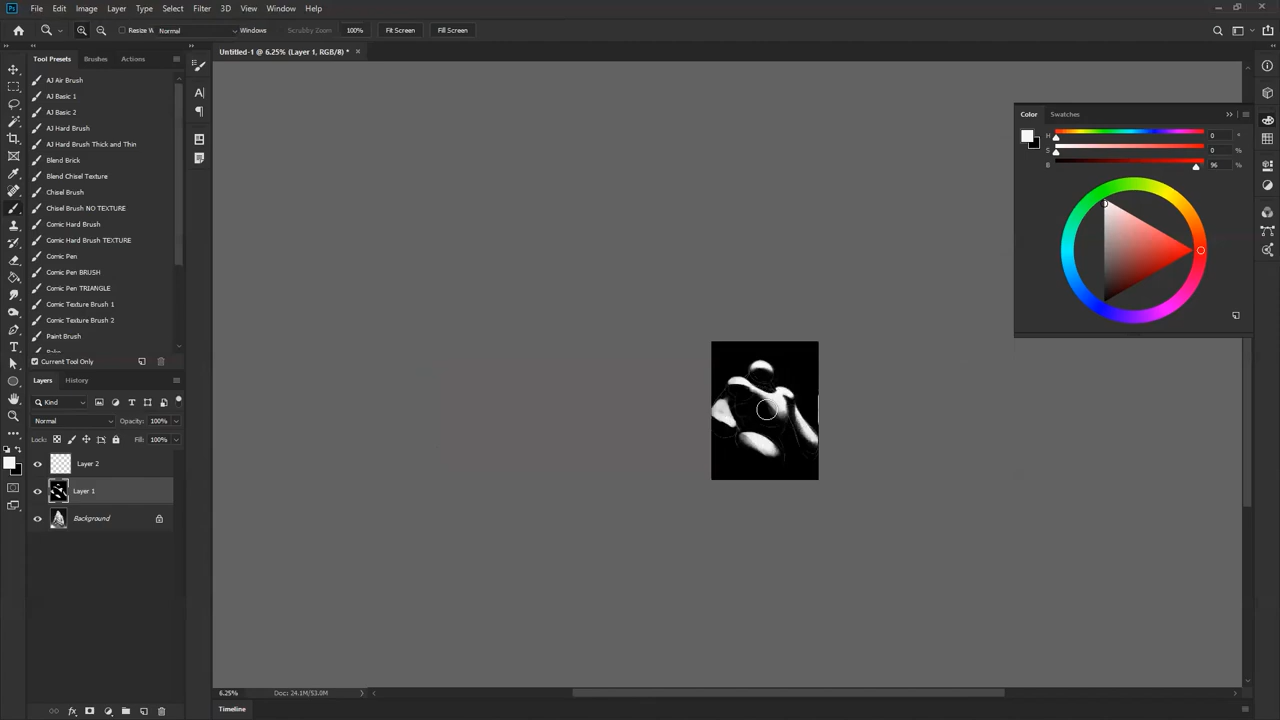 Ps File Edit Image Layer Type Select Filter 3D View Window Help
Resize W Normal Windows Scrubby Zoom 100% Fit Screen Fill Screen
Untitled-1 @ 6.25% (Layer 1, RGB/8) *
Tool Presets Brushes Actions
AJ Air Brush
AJ Basic 1
AJ Basic 2
AJ Hard Brush
AJ Hard Brush Thick and Thin
Blend Brick
Blend Chisel Texture
Chisel Brush
Chisel Brush NO TEXTURE
Comic Hard Brush
Comic Hard Brush TEXTURE
Comic Pen
Comic Pen BRUSH
Comic Pen TRIANGLE
Comic Texture Brush 1
Comic Texture Brush 2
Paint Brush
Current Tool Only
Layers History
Kind
Normal Opacity: 100%
Lock: Fill: 100%
Layer 2
Layer 1
Background
Color Swatches
H 0 °
S 0 %
B 96 %
6.25% Doc: 24.1M/53.0M
Timeline